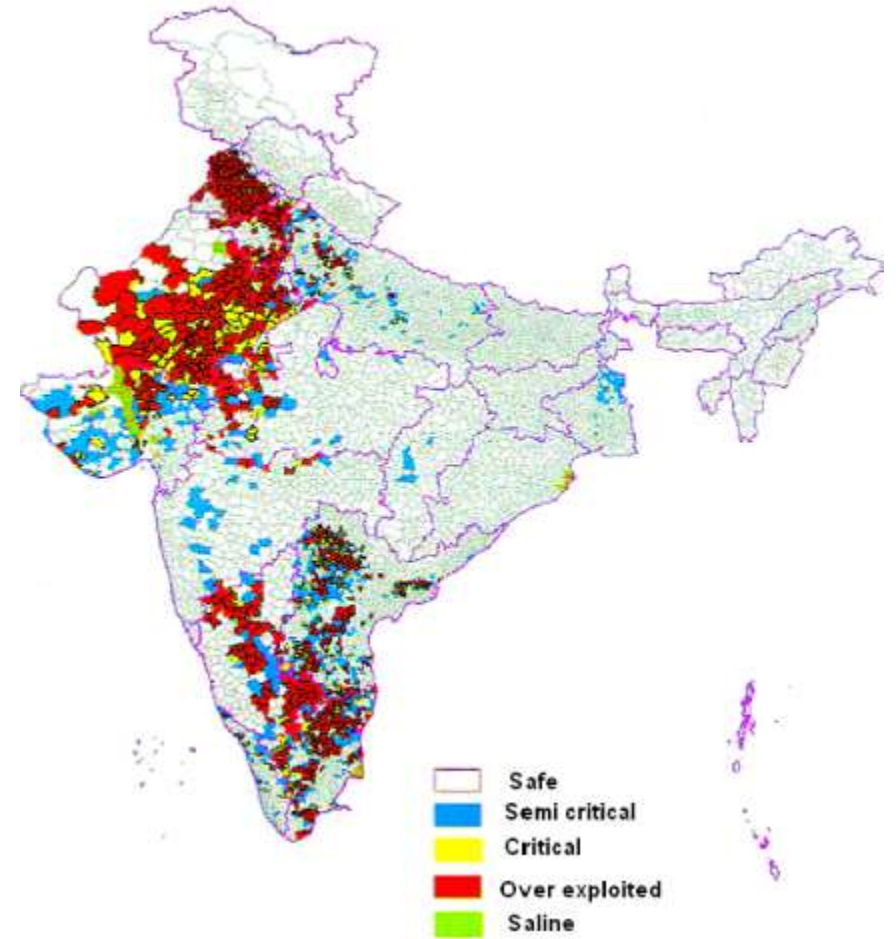 Safe
Semi critical
Critical
Over exploited
Saline